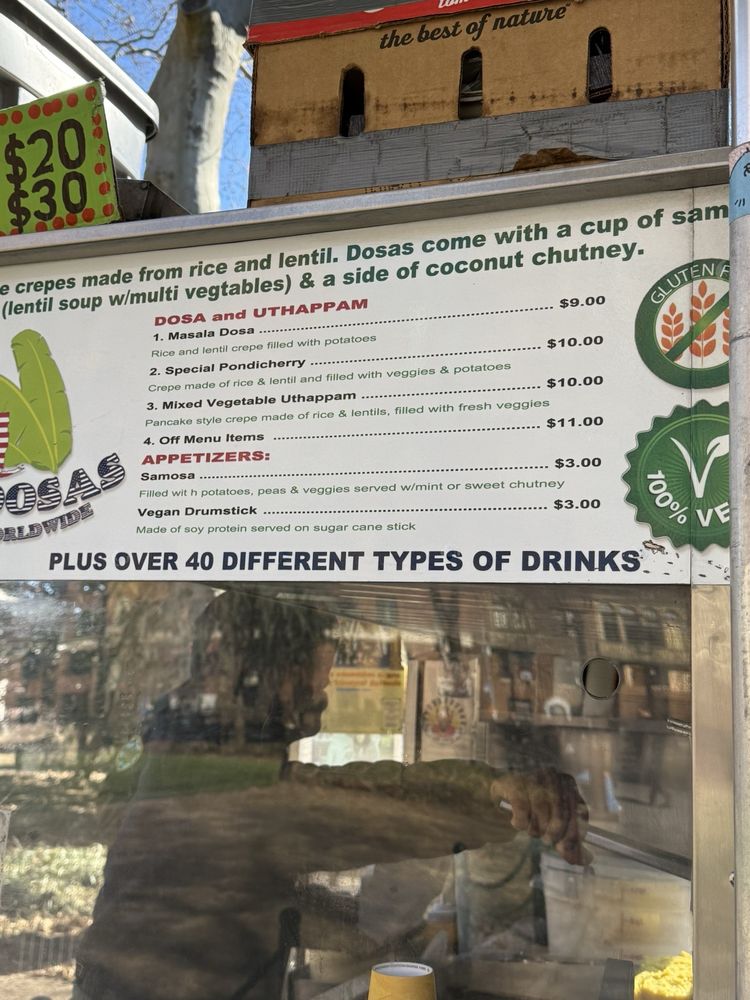 the best of nature
$20
$30
e crepes made from rice and lentil. Dosas come with a cup of sam
(lentil soup w/multi vegtables) & a side of coconut chutney.
DOSA and UTHAPPAM
1. Masala Dosa ........ $9.00
Rice and lentil crepe filled with potatoes
2. Special Pondicherry ........ $10.00
Crepe made of rice & lentil and filled with veggies & potatoes
3. Mixed Vegetable Uthappam ........ $10.00
Pancake style crepe made of rice & lentils, filled with fresh veggies
4. Off Menu Items ........ $11.00
APPETIZERS:
Samosa ........ $3.00
Filled wit h potatoes, peas & veggies served w/mint or sweet chutney
Vegan Drumstick ........ $3.00
Made of soy protein served on sugar cane stick
PLUS OVER 40 DIFFERENT TYPES OF DRINKS
OSAS
RLDWIDE
GLUTEN F
100% VE